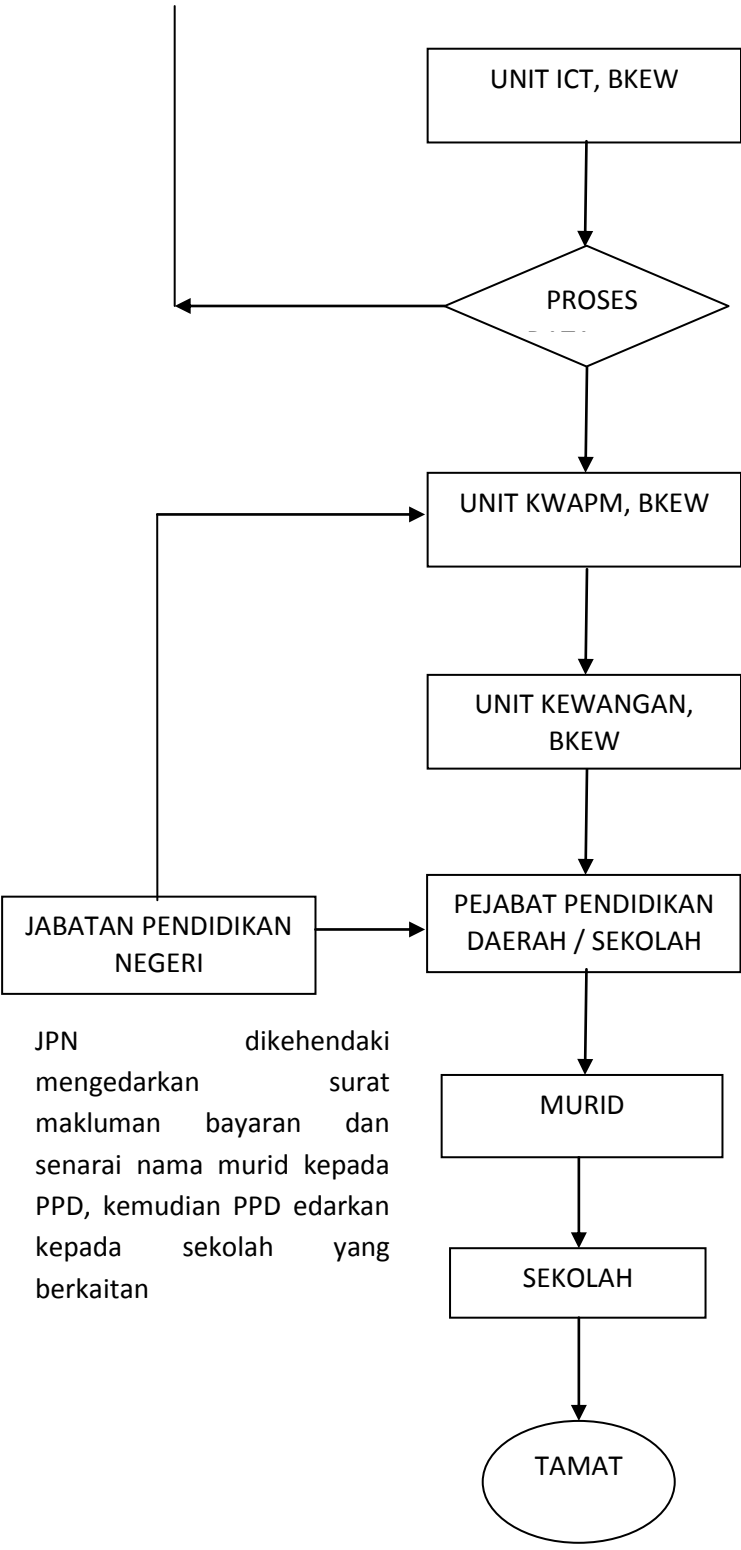 UNIT ICT, BKEW
PROSES
UNIT KWAPM, BKEW
UNIT KEWANGAN,
BKEW
PEJABAT PENDIDIKAN
DAERAH / SEKOLAH
JABATAN PENDIDIKAN
NEGERI
JPN dikehendaki
mengedarkan surat
makluman bayaran dan
senarai nama murid kepada
PPD, kemudian PPD edarkan
kepada sekolah yang
berkaitan
MURID
SEKOLAH
TAMAT